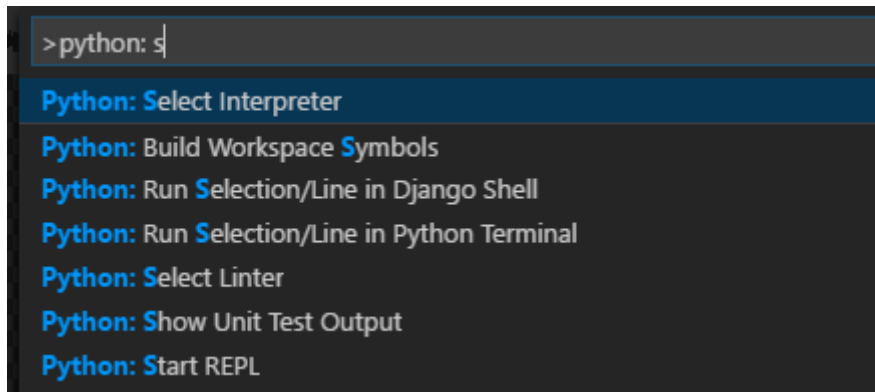 >python: s
Python: Select Interpreter
Python: Build Workspace Symbols
Python: Run Selection/Line in Django Shell
Python: Run Selection/Line in Python Terminal
Python: Select Linter
Python: Show Unit Test Output
Python: Start REPL